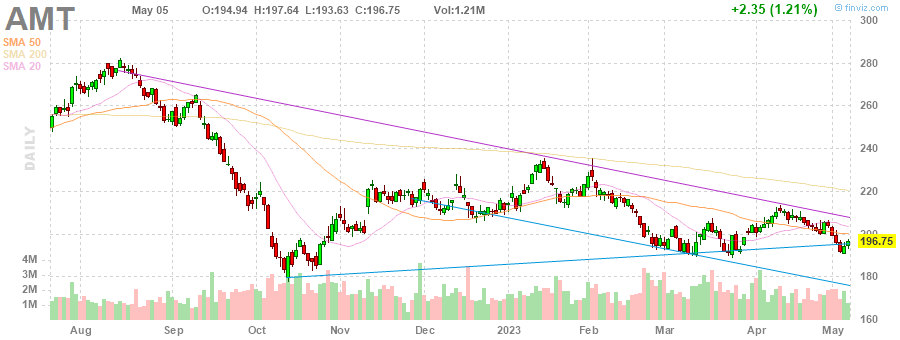 AMT May 05 O:194.94 H:197.64 L:193.63 C:196.75 Vol:1.21M +2.35 (1.21%) © finviz.com
SMA 50
SMA 200
SMA 20
DAILY
300
280
260
240
220
200
196.75
180
160
4M
3M
2M
1M
Aug Sep Oct Nov Dec 2023 Feb Mar Apr May